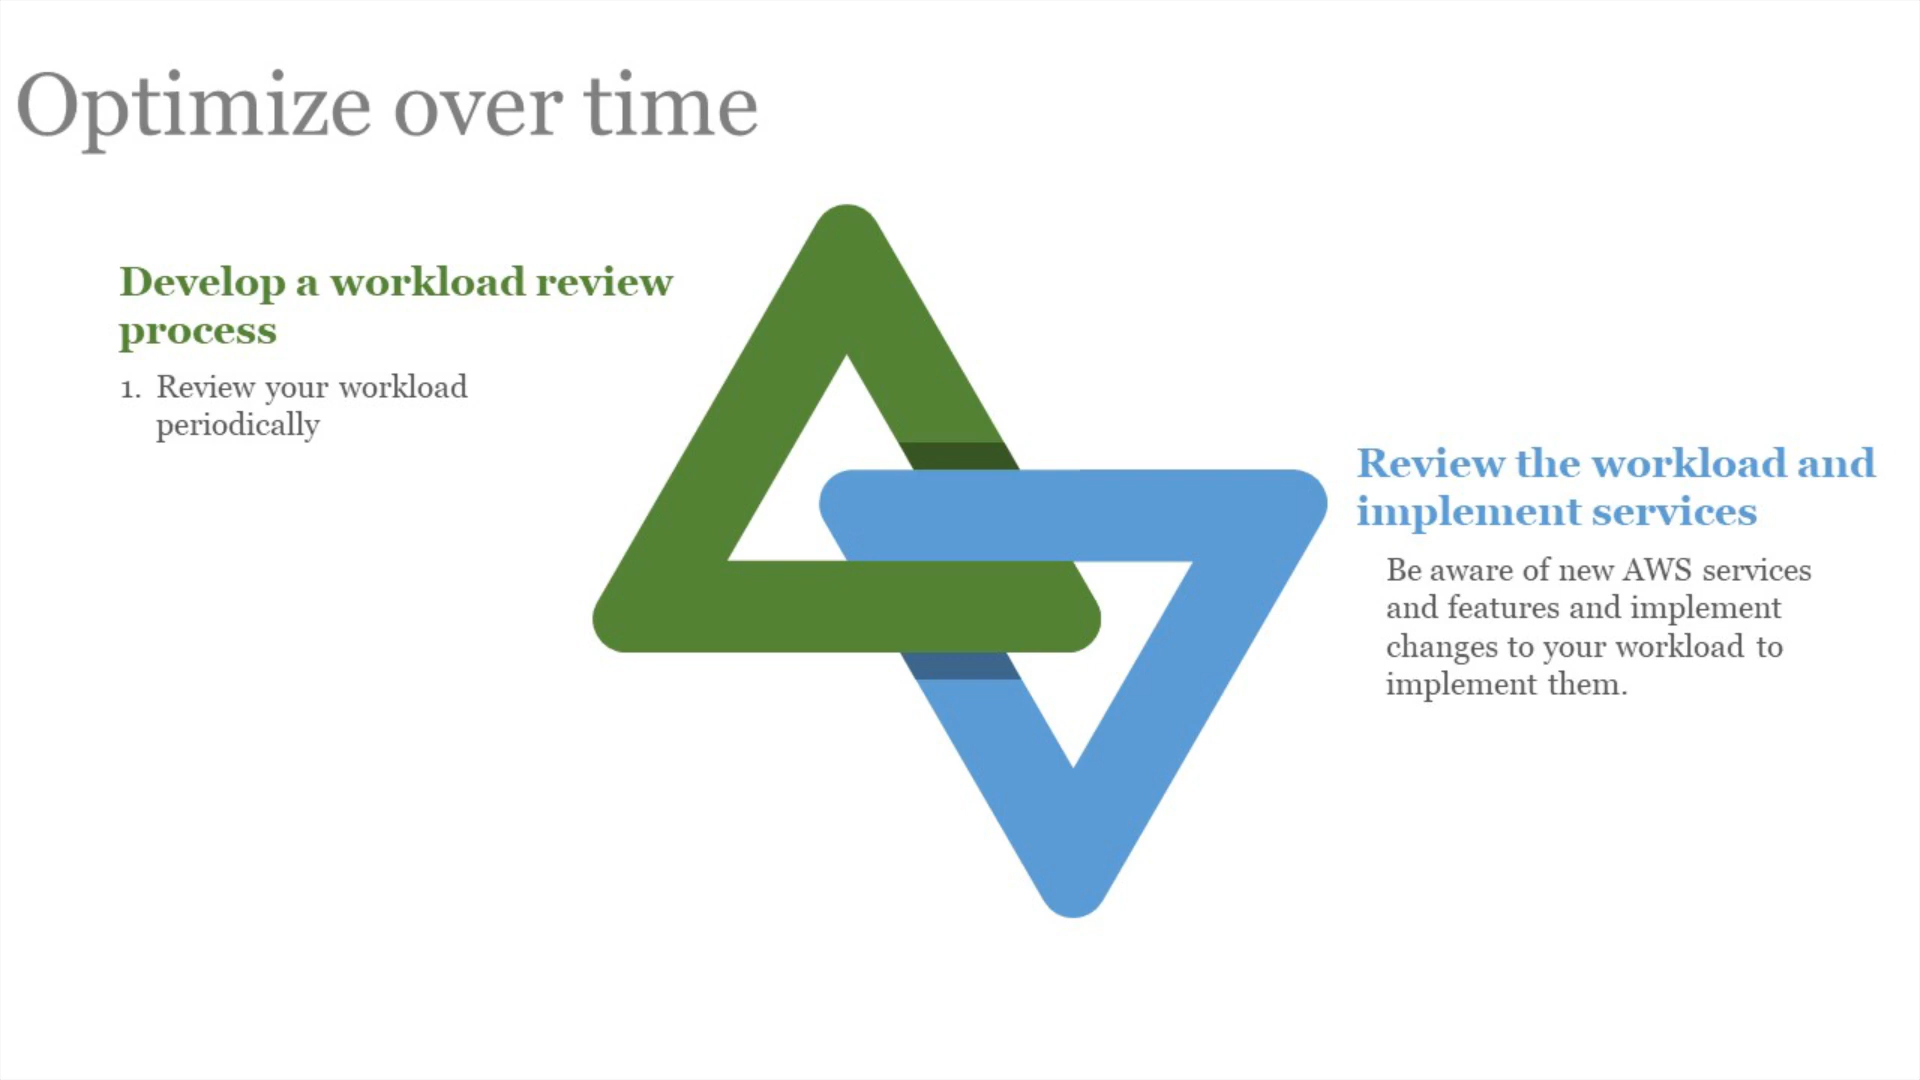 Optimize over time
Develop a workload review
process
1. Review your workload
periodically
Review the workload and
implement services
Be aware of new AWS services
and features and implement
changes to your workload to
implement them.